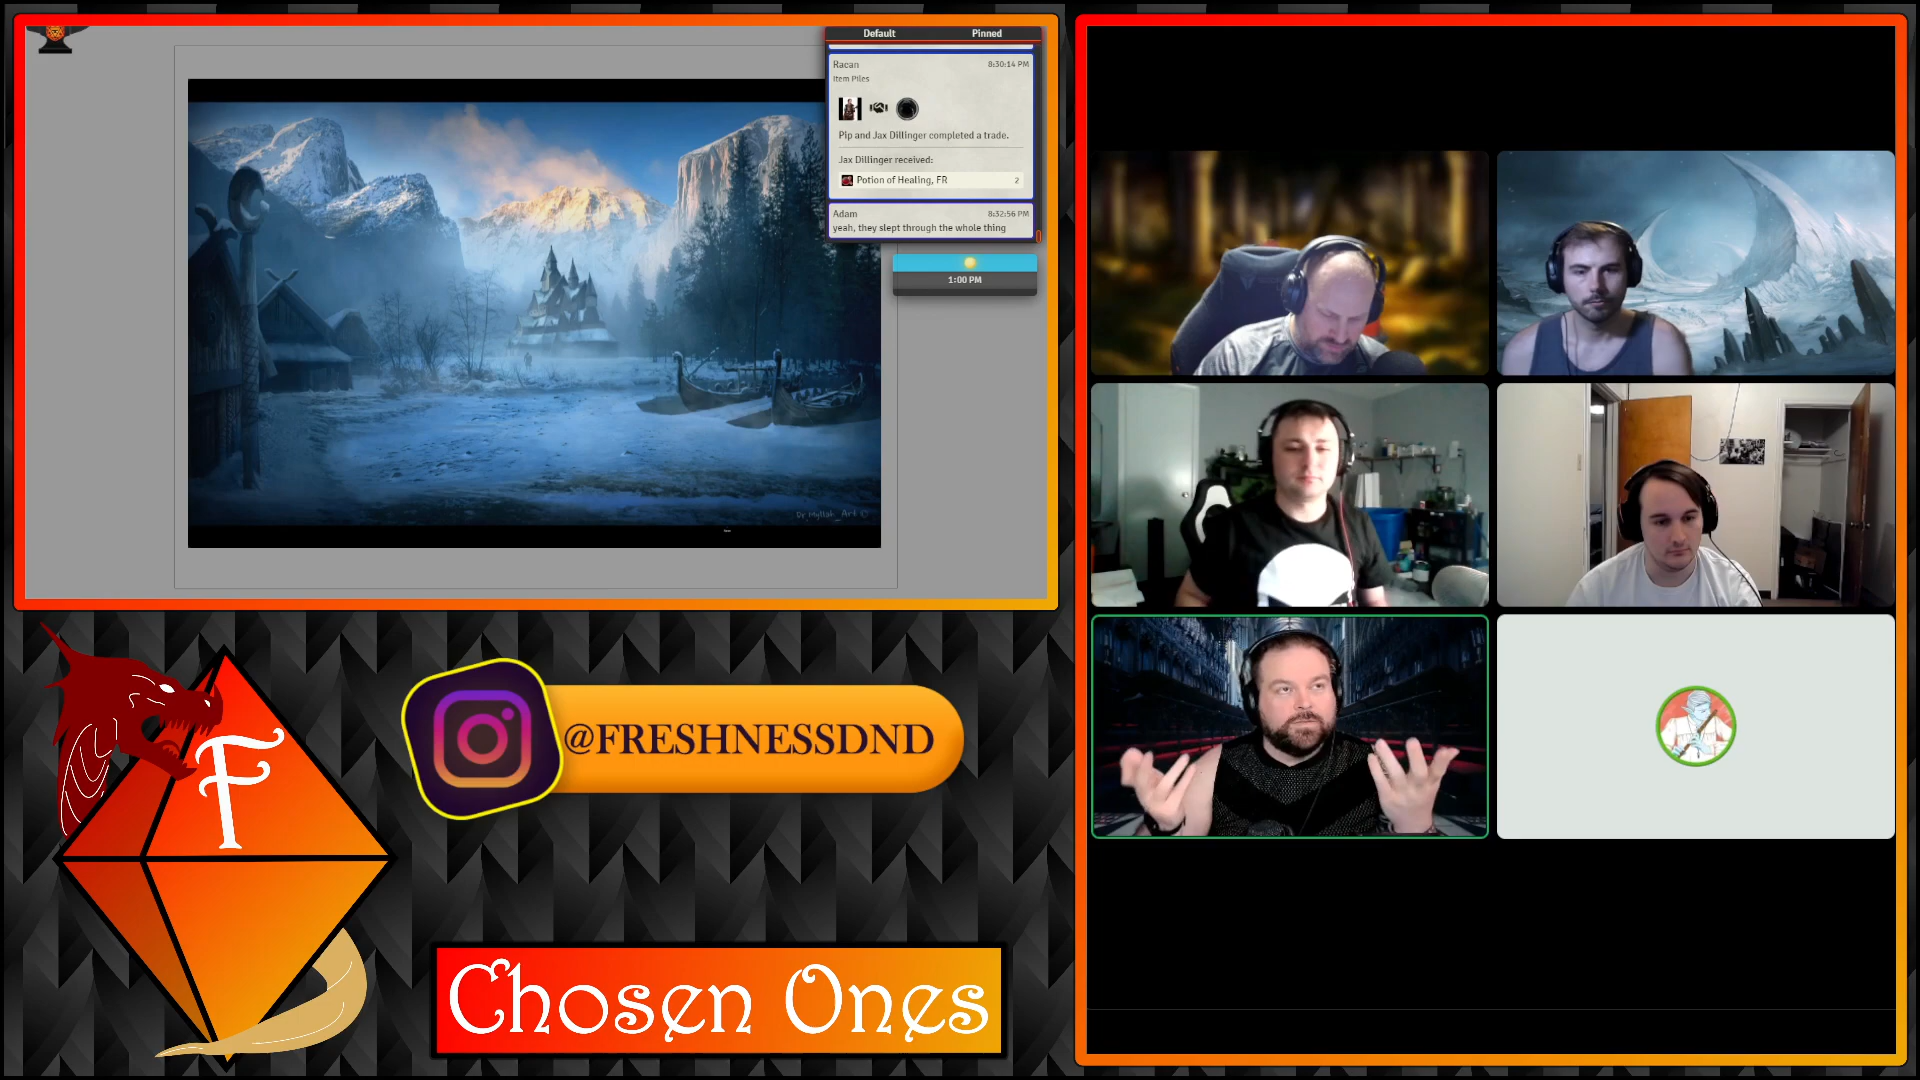 Default Pinned
Racan 8:30:14 PM
Item Piles
Pip and Jax Dillinger completed a trade.
Jax Dillinger received:
Potion of Healing, FR 2
Adam 8:32:56 PM
yeah, they slept through the whole thing
1:00 PM
Dr_Myllah_Art ©
F
@FRESHNESSDND
Chosen Ones